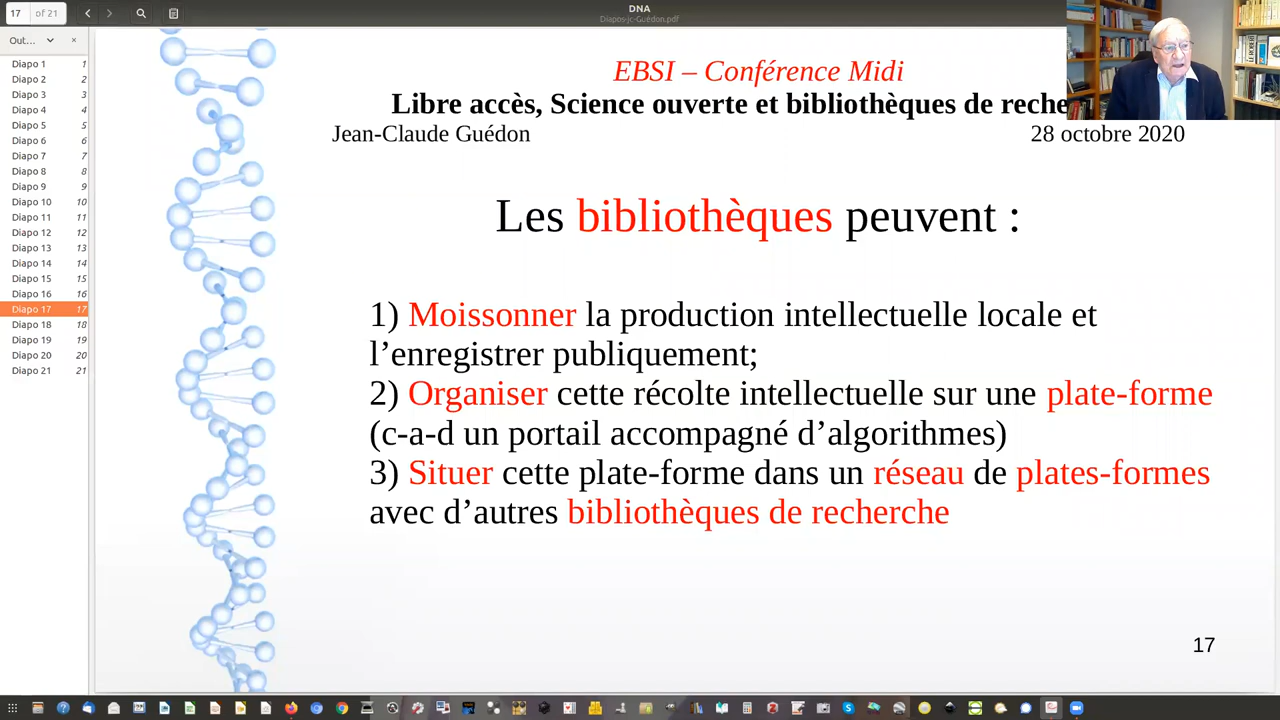 17 of 21
DNA
Diapos-jc-Guédon.pdf
Out...
Diapo 1 1
Diapo 2 2
Diapo 3 3
Diapo 4 4
Diapo 5 5
Diapo 6 6
Diapo 7 7
Diapo 8 8
Diapo 9 9
Diapo 10 10
Diapo 11 11
Diapo 12 12
Diapo 13 13
Diapo 14 14
Diapo 15 15
Diapo 16 16
Diapo 17 17
Diapo 18 18
Diapo 19 19
Diapo 20 20
Diapo 21 21
EBSI – Conférence Midi
Libre accès, Science ouverte et bibliothèques de reche
Jean-Claude Guédon 28 octobre 2020
Les bibliothèques peuvent :
1) Moissonner la production intellectuelle locale et
l’enregistrer publiquement;
2) Organiser cette récolte intellectuelle sur une plate-forme
(c-a-d un portail accompagné d’algorithmes)
3) Situer cette plate-forme dans un réseau de plates-formes
avec d’autres bibliothèques de recherche
17